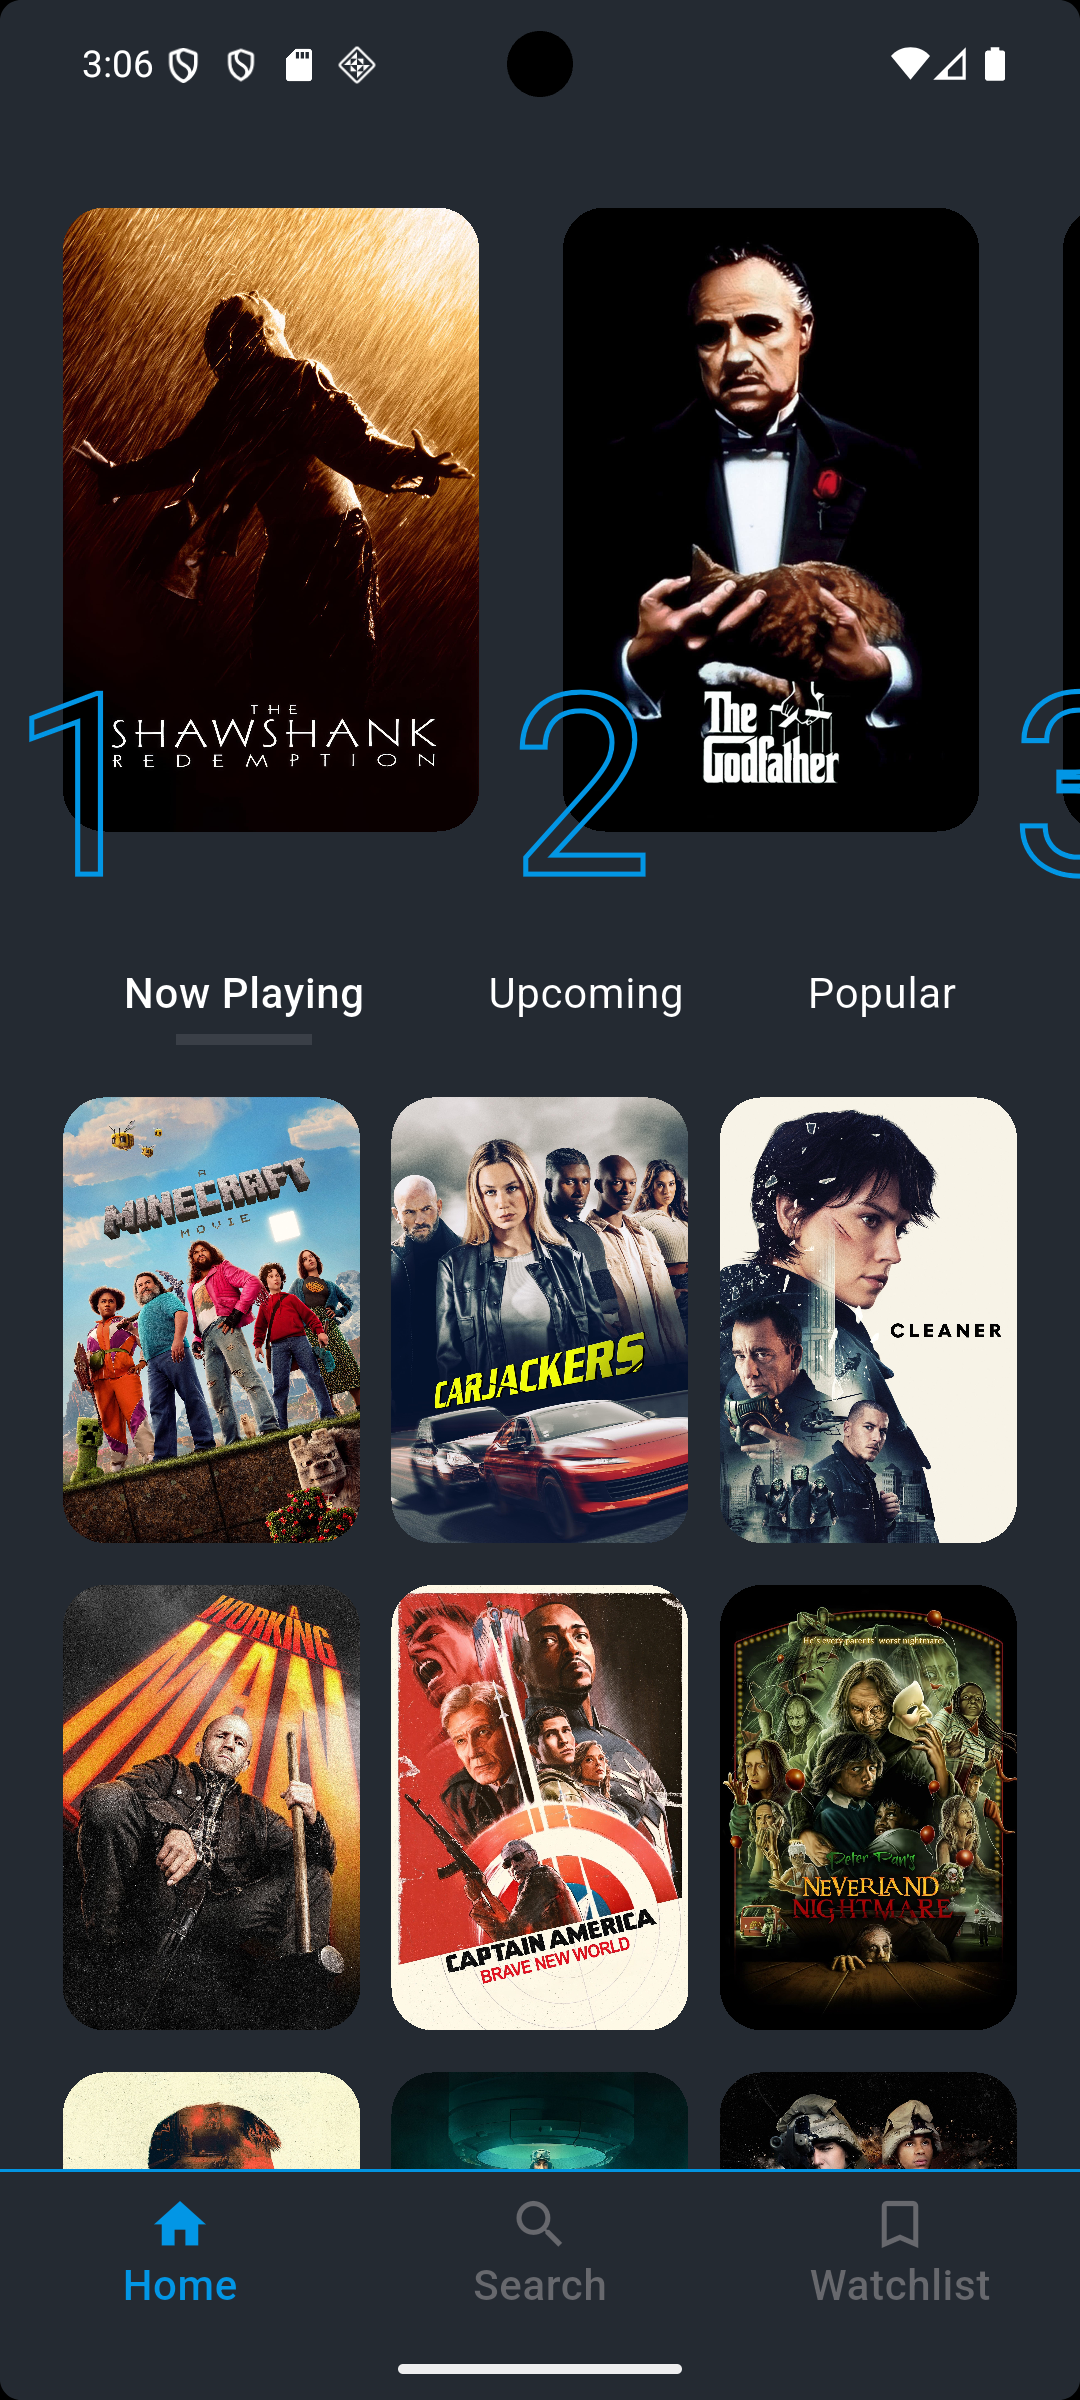 3:06
THE
SHAWSHANK
REDEMPTION
1
The
Godfather
2
3
Now Playing
Upcoming
Popular
A
MINECRAFT
MOVIE
CARJACKERS
CLEANER
A
WORKING
MAN
CAPTAIN AMERICA
BRAVE NEW WORLD
He's every parents' worst nightmare
Peter Pan's
NEVERLAND
NIGHTMARE
Home
Search
Watchlist